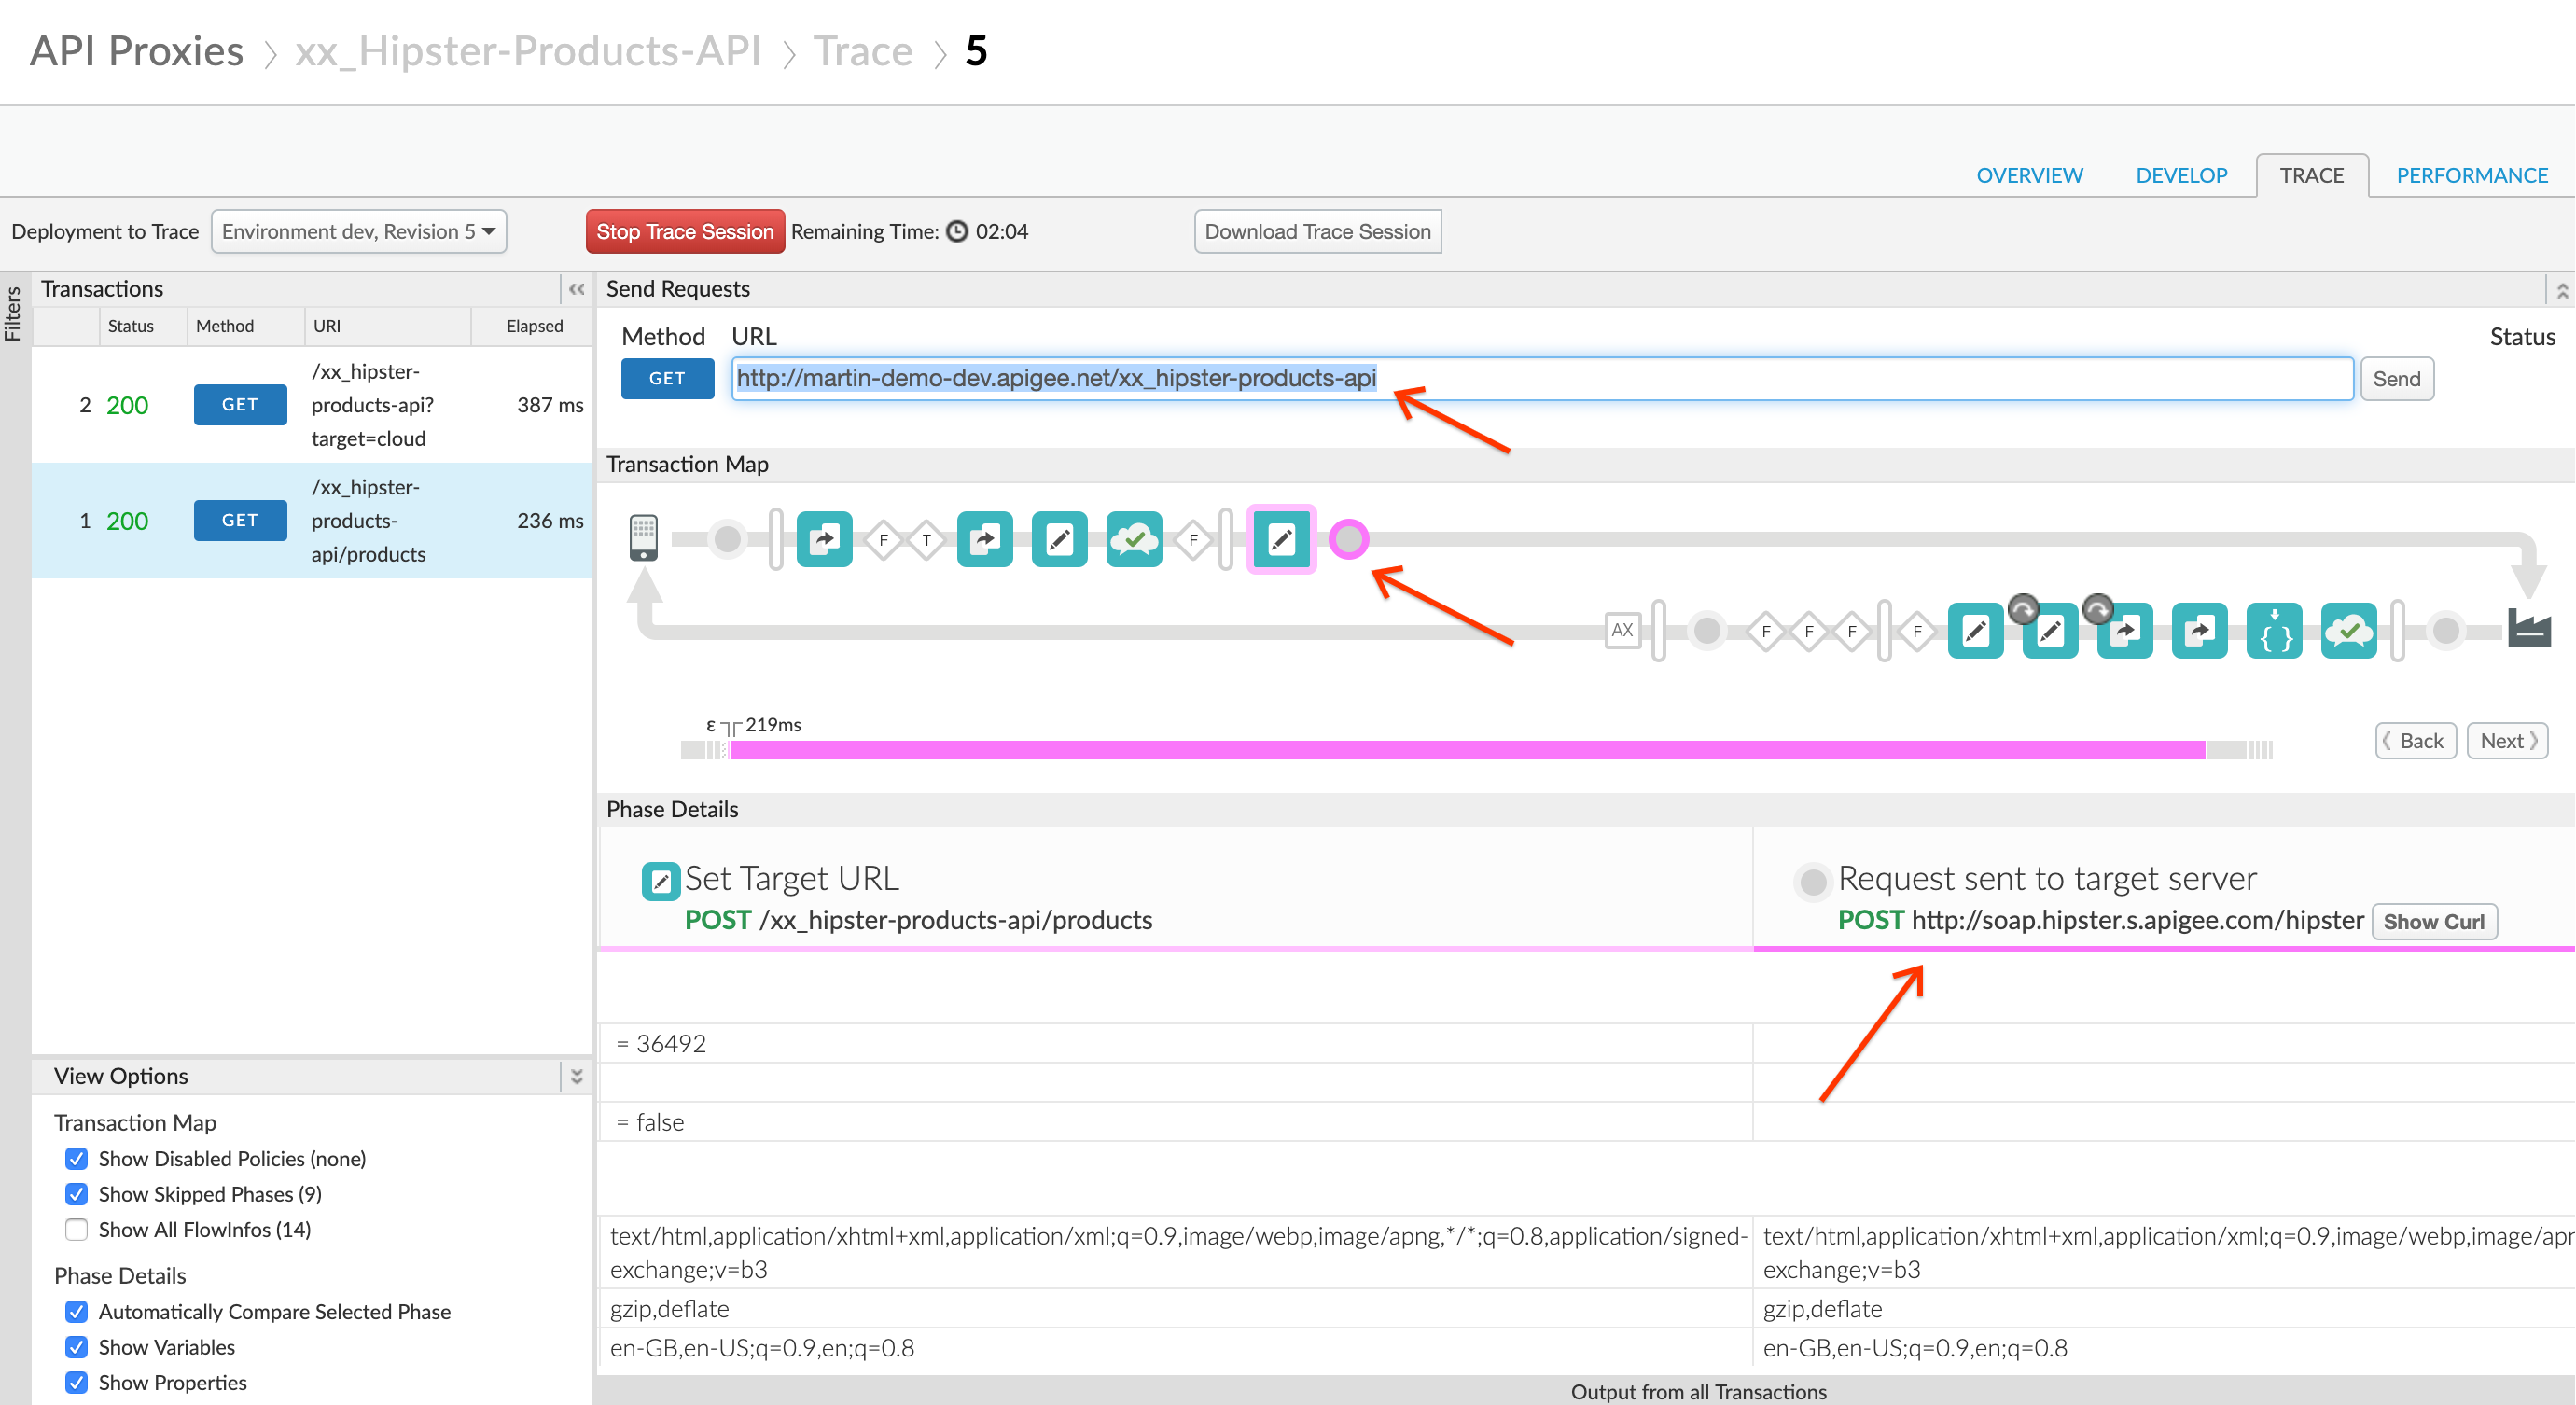 API Proxies > xx_Hipster-Products-API > Trace > 5
OVERVIEW DEVELOP TRACE PERFORMANCE
Deployment to Trace Environment dev, Revision 5 Stop Trace Session Remaining Time: 02:04 Download Trace Session
Filters
Transactions «
Status Method URI Elapsed
2 200 GET /xx_hipster-
products-api?
target=cloud 387 ms
1 200 GET /xx_hipster-
products-
api/products 236 ms
Send Requests
Method URL Status
GET http://martin-demo-dev.apigee.net/xx_hipster-products-api Send
Transaction Map
F T F
AX F F F F { }
ε 219ms
Back Next
Phase Details
Set Target URL
POST /xx_hipster-products-api/products
Request sent to target server
POST http://soap.hipster.s.apigee.com/hipster Show Curl
= 36492
= false
text/html,application/xhtml+xml,application/xml;q=0.9,image/webp,image/apng,*/*;q=0.8,application/signed-
exchange;v=b3
gzip,deflate
en-GB,en-US;q=0.9,en;q=0.8
text/html,application/xhtml+xml,application/xml;q=0.9,image/webp,image/apn
exchange;v=b3
gzip,deflate
en-GB,en-US;q=0.9,en;q=0.8
View Options
Transaction Map
Show Disabled Policies (none)
Show Skipped Phases (9)
Show All FlowInfos (14)
Phase Details
Automatically Compare Selected Phase
Show Variables
Show Properties
Output from all Transactions